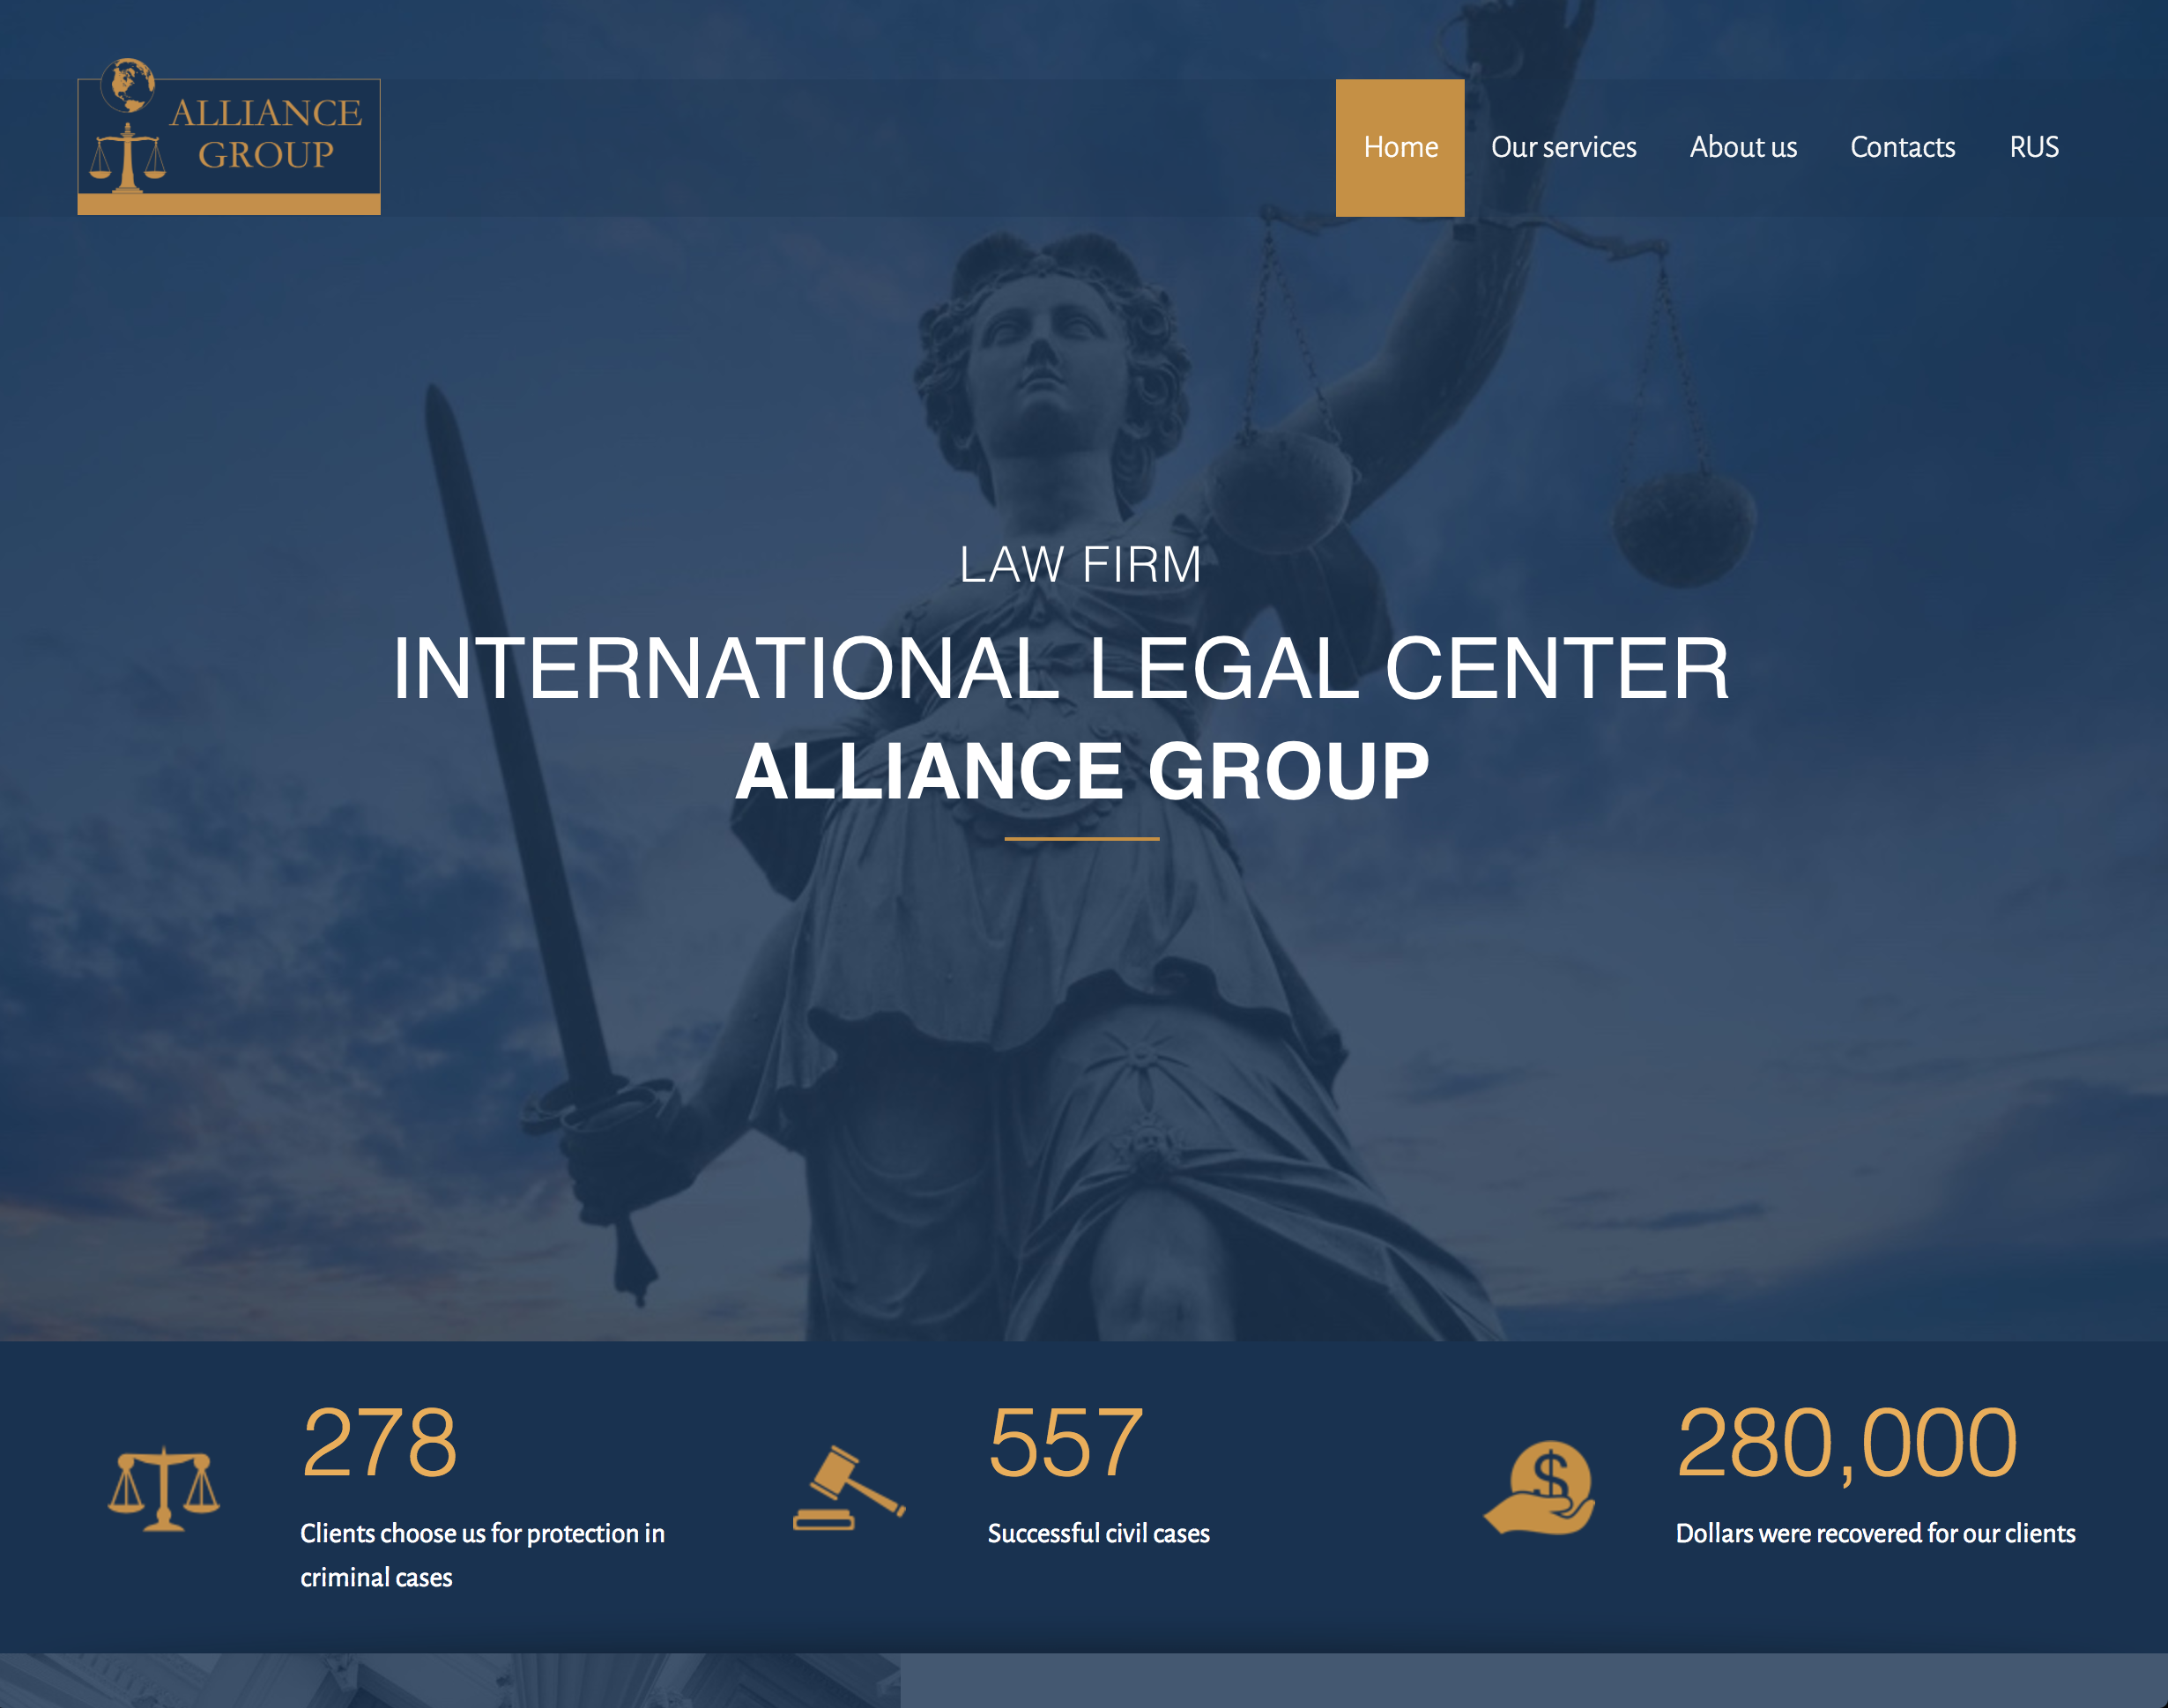 ALLIANCE
GROUP
Home
Our services
About us
Contacts
RUS
LAW FIRM
INTERNATIONAL LEGAL CENTER
ALLIANCE GROUP
278
Clients choose us for protection in
criminal cases
557
Successful civil cases
$
280,000
Dollars were recovered for our clients